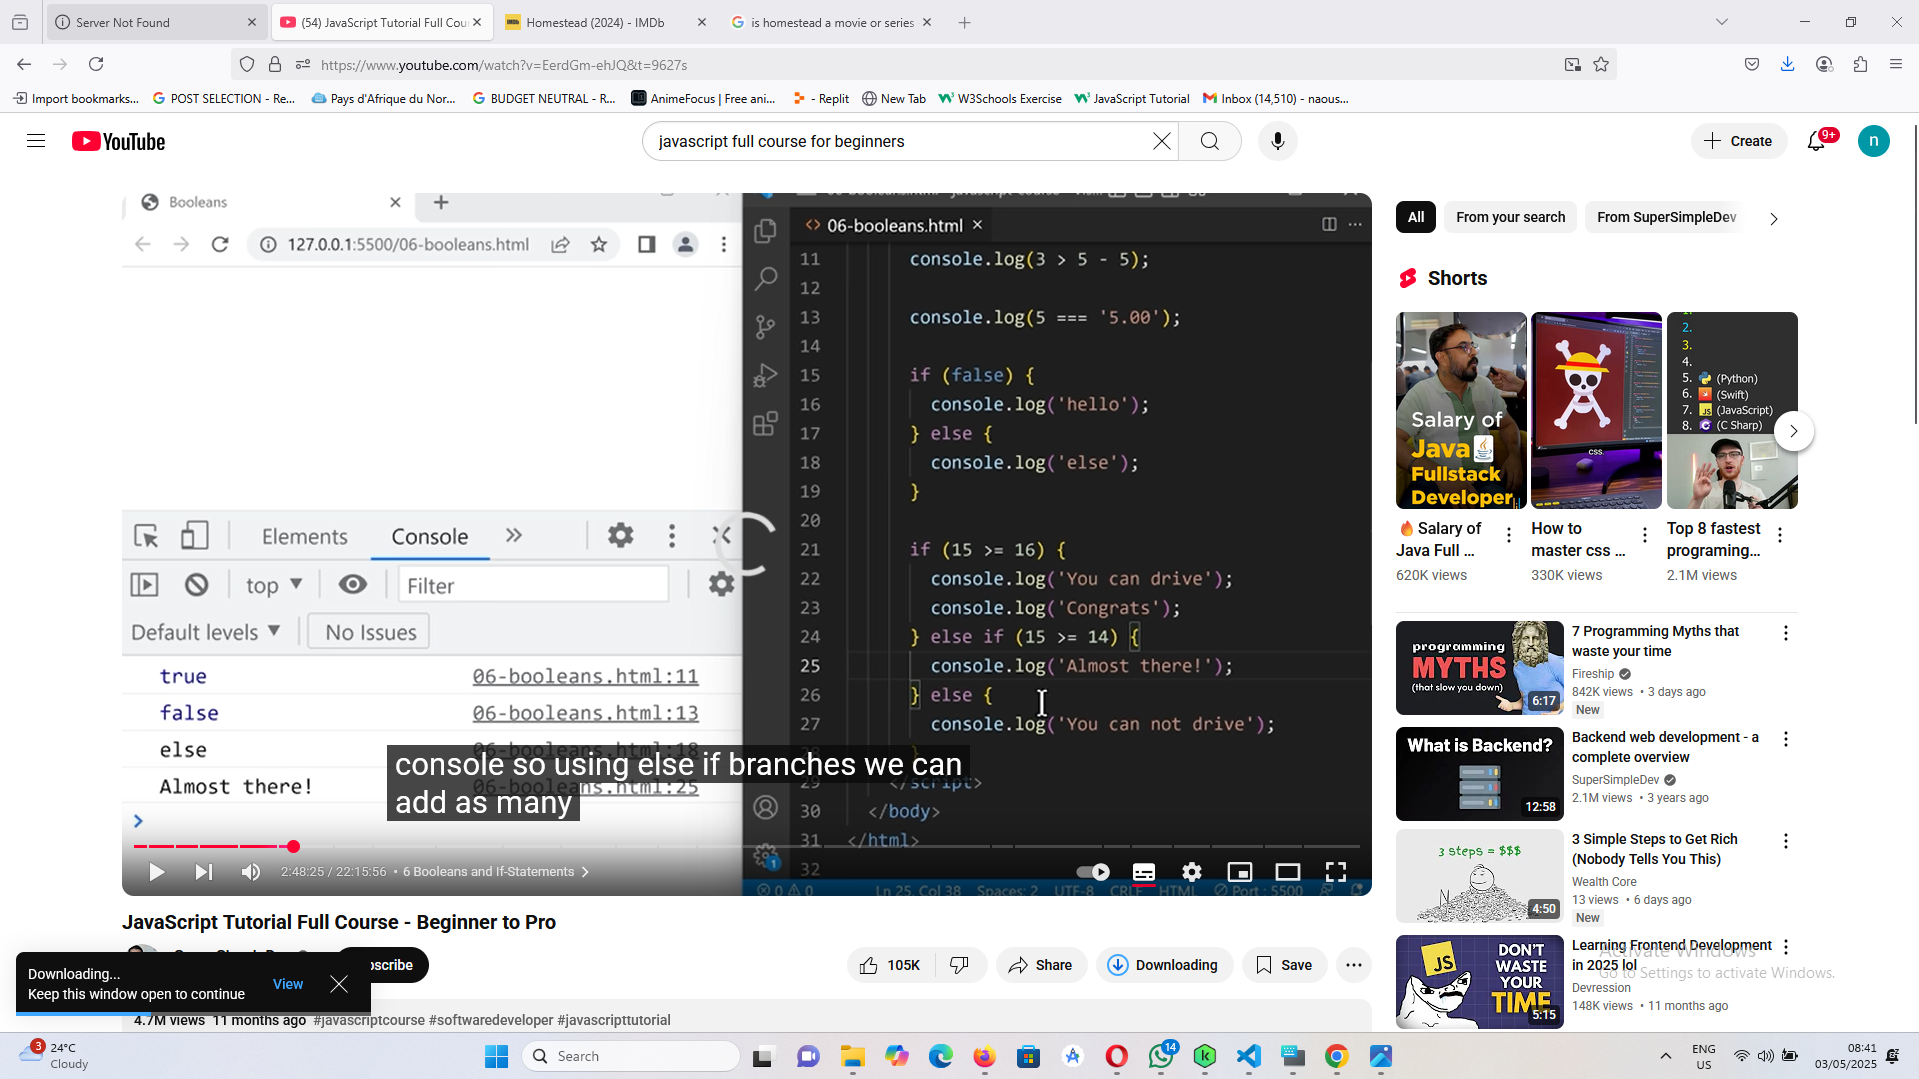 Server Not Found
(54) JavaScript Tutorial Full Cou
Homestead (2024) - IMDb
is homestead a movie or series
https://www.youtube.com/watch?v=EerdGm-ehJQ&t=9627s
Import bookmarks...
POST SELECTION - Re...
Pays d'Afrique du Nor...
BUDGET NEUTRAL - R...
AnimeFocus | Free ani...
- Replit
New Tab
W3Schools Exercise
JavaScript Tutorial
Inbox (14,510) - naous...
YouTube
javascript full course for beginners
Create
9+
n
Booleans
127.0.0.1:5500/06-booleans.html
06-booleans.html
11 console.log(3 > 5 - 5);
12
13 console.log(5 === '5.00');
14
15 if (false) {
16 console.log('hello');
17 } else {
18 console.log('else');
19 }
20
21 if (15 >= 16) {
22 console.log('You can drive');
23 console.log('Congrats');
24 } else if (15 >= 14) {
25 console.log('Almost there!');
26 } else {
27 console.log('You can not drive');
28 }
29 </script>
30 </body>
31 </html>
32
Elements
Console
top
Filter
Default levels
No Issues
true 06-booleans.html:11
false 06-booleans.html:13
else 06-booleans.html:18
Almost there! 06-booleans.html:25
console so using else if branches we can
add as many
2:48:25 / 22:15:56 • 6 Booleans and If-Statements
1
0 0
Ln 25, Col 38
Spaces: 2
UTF-8
CRLF
HTML
Port : 5500
JavaScript Tutorial Full Course - Beginner to Pro
scribe
105K
Share
Downloading
Save
Downloading...
Keep this window open to continue
View
4.7M views 11 months ago #javascriptcourse #softwaredeveloper #javascripttutorial
All
From your search
From SuperSimpleDev
Shorts
Salary of
Java
Fullstack
Developer
CSS
1.
2.
3.
4.
5. (Python)
6. (Swift)
7. JS (JavaScript)
8. (C Sharp)
Salary of
Java Full ...
620K views
How to
master css ...
330K views
Top 8 fastest
programing...
2.1M views
programming
MYTHS
(that slow you down)
6:17
7 Programming Myths that
waste your time
Fireship
842K views • 3 days ago
New
What is Backend?
12:58
Backend web development - a
complete overview
SuperSimpleDev
2.1M views • 3 years ago
3 steps = $$$
4:50
3 Simple Steps to Get Rich
(Nobody Tells You This)
Wealth Core
13 views • 6 days ago
New
JS
DON'T
WASTE
YOUR
TIME
5:15
Learning Frontend Development
in 2025 lol
Devression
148K views • 11 months ago
Activate Windows
Go to Settings to activate Windows.
3
24°C
Cloudy
Search
14
ENG
US
08:41
03/05/2025